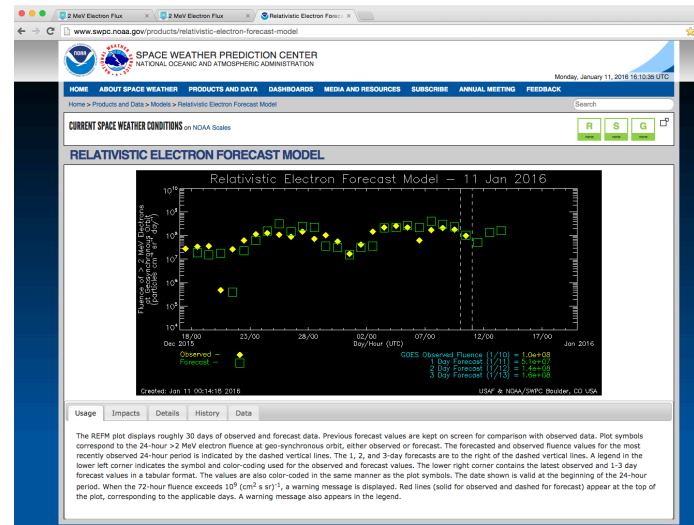 2 MeV Electron Flux
2 MeV Electron Flux
Relativistic Electron Forec
www.swpc.noaa.gov/products/relativistic-electron-forecast-model
NOAA
SPACE WEATHER PREDICTION CENTER
NATIONAL OCEANIC AND ATMOSPHERIC ADMINISTRATION
Monday, January 11, 2016 16:10:35 UTC
HOME ABOUT SPACE WEATHER PRODUCTS AND DATA DASHBOARDS MEDIA AND RESOURCES SUBSCRIBE ANNUAL MEETING FEEDBACK
Home > Products and Data > Models > Relativistic Electron Forecast Model
Search
CURRENT SPACE WEATHER CONDITIONS on NOAA Scales
R S G
none none none
RELATIVISTIC ELECTRON FORECAST MODEL
Relativistic Electron Forecast Model — 11 Jan 2016
Fluence of > 2 MeV Electrons
at Geosynchronous Orbit
(particles cm⁻² sr⁻¹ day⁻¹)
10¹⁰
10⁹
10⁸
10⁷
10⁶
10⁵
10⁴
18/00 23/00 28/00 02/00 07/00 12/00 17/00
Dec 2015 Day/Hour (UTC) Jan 2016
Observed —
Forecast —
GOES Observed Fluence (1/10) = 1.0e+08
1 Day Forecast (1/11) = 5.1e+07
2 Day Forecast (1/12) = 1.4e+08
3 Day Forecast (1/13) = 1.6e+08
Created: Jan 11 00:14:16 2016
USAF & NOAA/SWPC Boulder, CO USA
Usage Impacts Details History Data
The REFM plot displays roughly 30 days of observed and forecast data. Previous forecast values are kept on screen for comparison with observed data. Plot symbols
correspond to the 24-hour >2 MeV electron fluence at geo-synchronous orbit, either observed or forecast. The forecasted and observed fluence values for the most
recently observed 24-hour period is indicated by the dashed vertical lines. The 1, 2, and 3-day forecasts are to the right of the dashed vertical lines. A legend in the
lower left corner indicates the symbol and color-coding used for the observed and forecast values. The lower right corner contains the latest observed and 1-3 day
forecast values in a tabular format. The values are also color-coded in the same manner as the plot symbols. The date shown is valid at the beginning of the 24-hour
period. When the 72-hour fluence exceeds 10⁹ (cm² s sr)⁻¹, a warning message is displayed. Red lines (solid for observed and dashed for forecast) appear at the top of
the plot, corresponding to the applicable days. A warning message also appears in the legend.